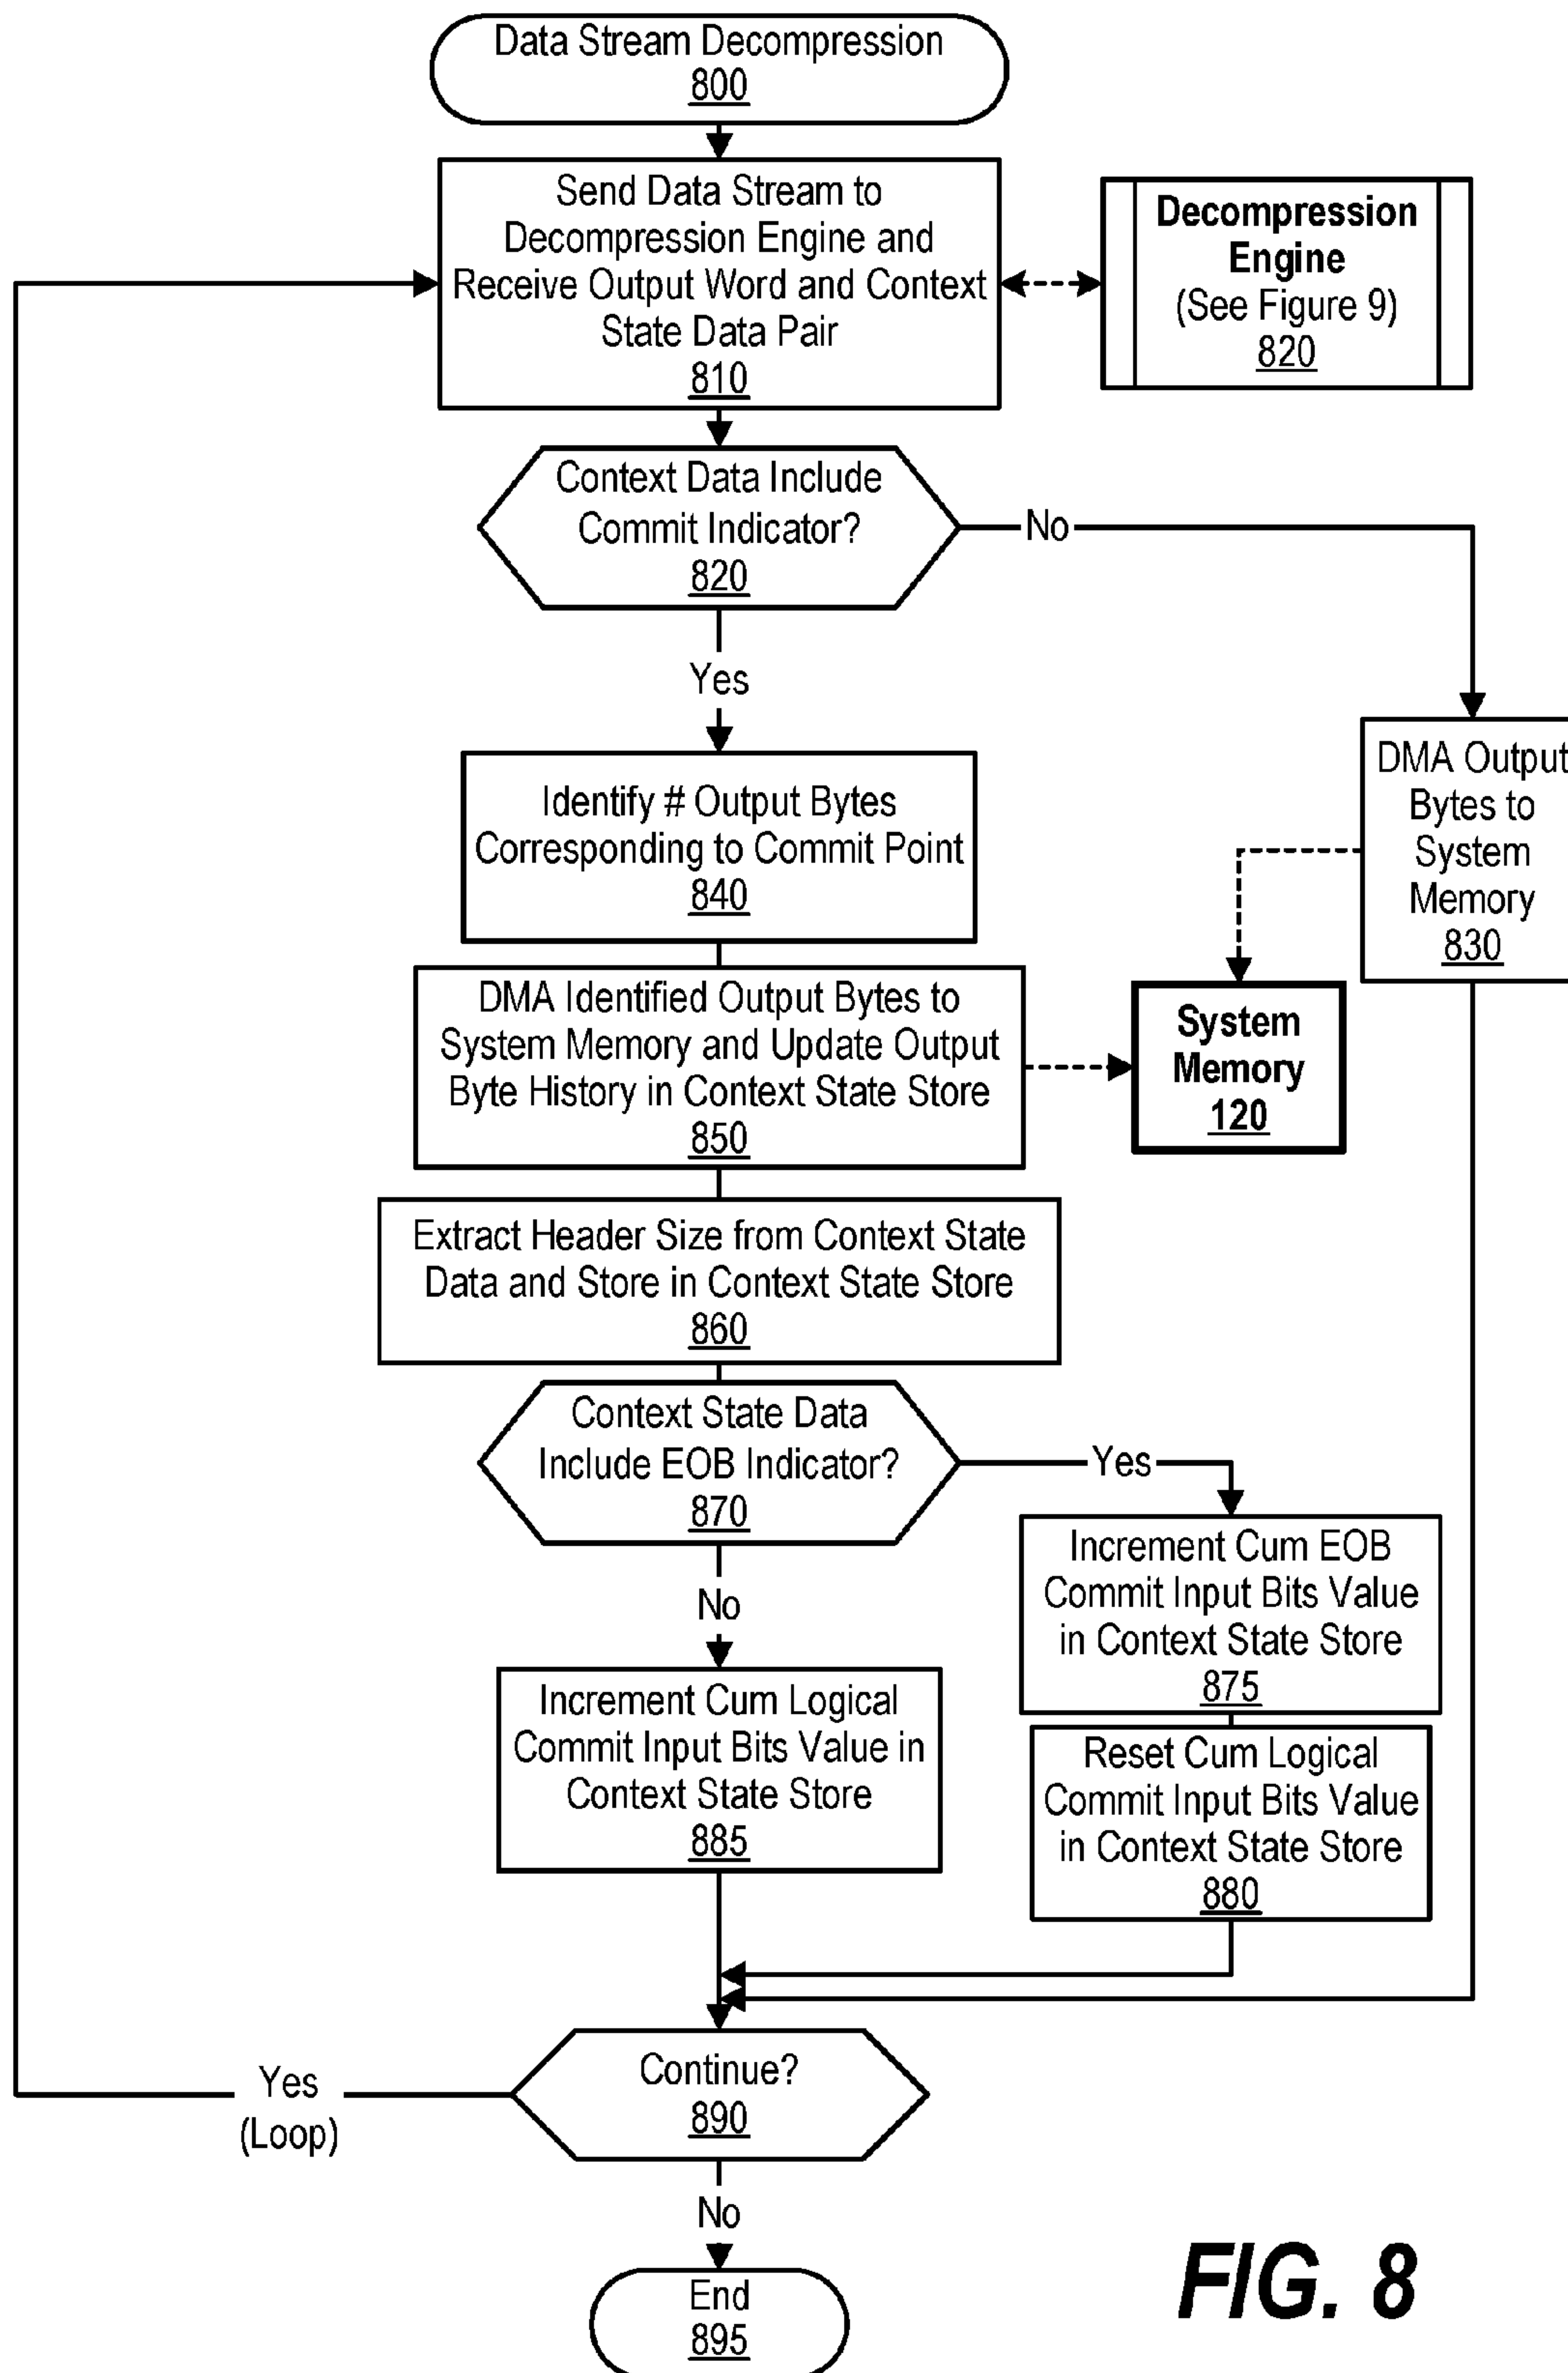 Data Stream Decompression
800
Send Data Stream to
Decompression Engine and
Receive Output Word and Context
State Data Pair
810
Decompression
Engine
(See Figure 9)
820
Context Data Include
Commit Indicator?
820
No
Yes
DMA Output
Bytes to
System
Memory
830
Identify # Output Bytes
Corresponding to Commit Point
840
DMA Identified Output Bytes to
System Memory and Update Output
Byte History in Context State Store
850
System
Memory
120
Extract Header Size from Context State
Data and Store in Context State Store
860
Context State Data
Include EOB Indicator?
870
Yes
No
Increment Cum EOB
Commit Input Bits Value
in Context State Store
875
Increment Cum Logical
Commit Input Bits Value in
Context State Store
885
Reset Cum Logical
Commit Input Bits Value
in Context State Store
880
Continue?
890
Yes
(Loop)
No
End
895
FIG. 8